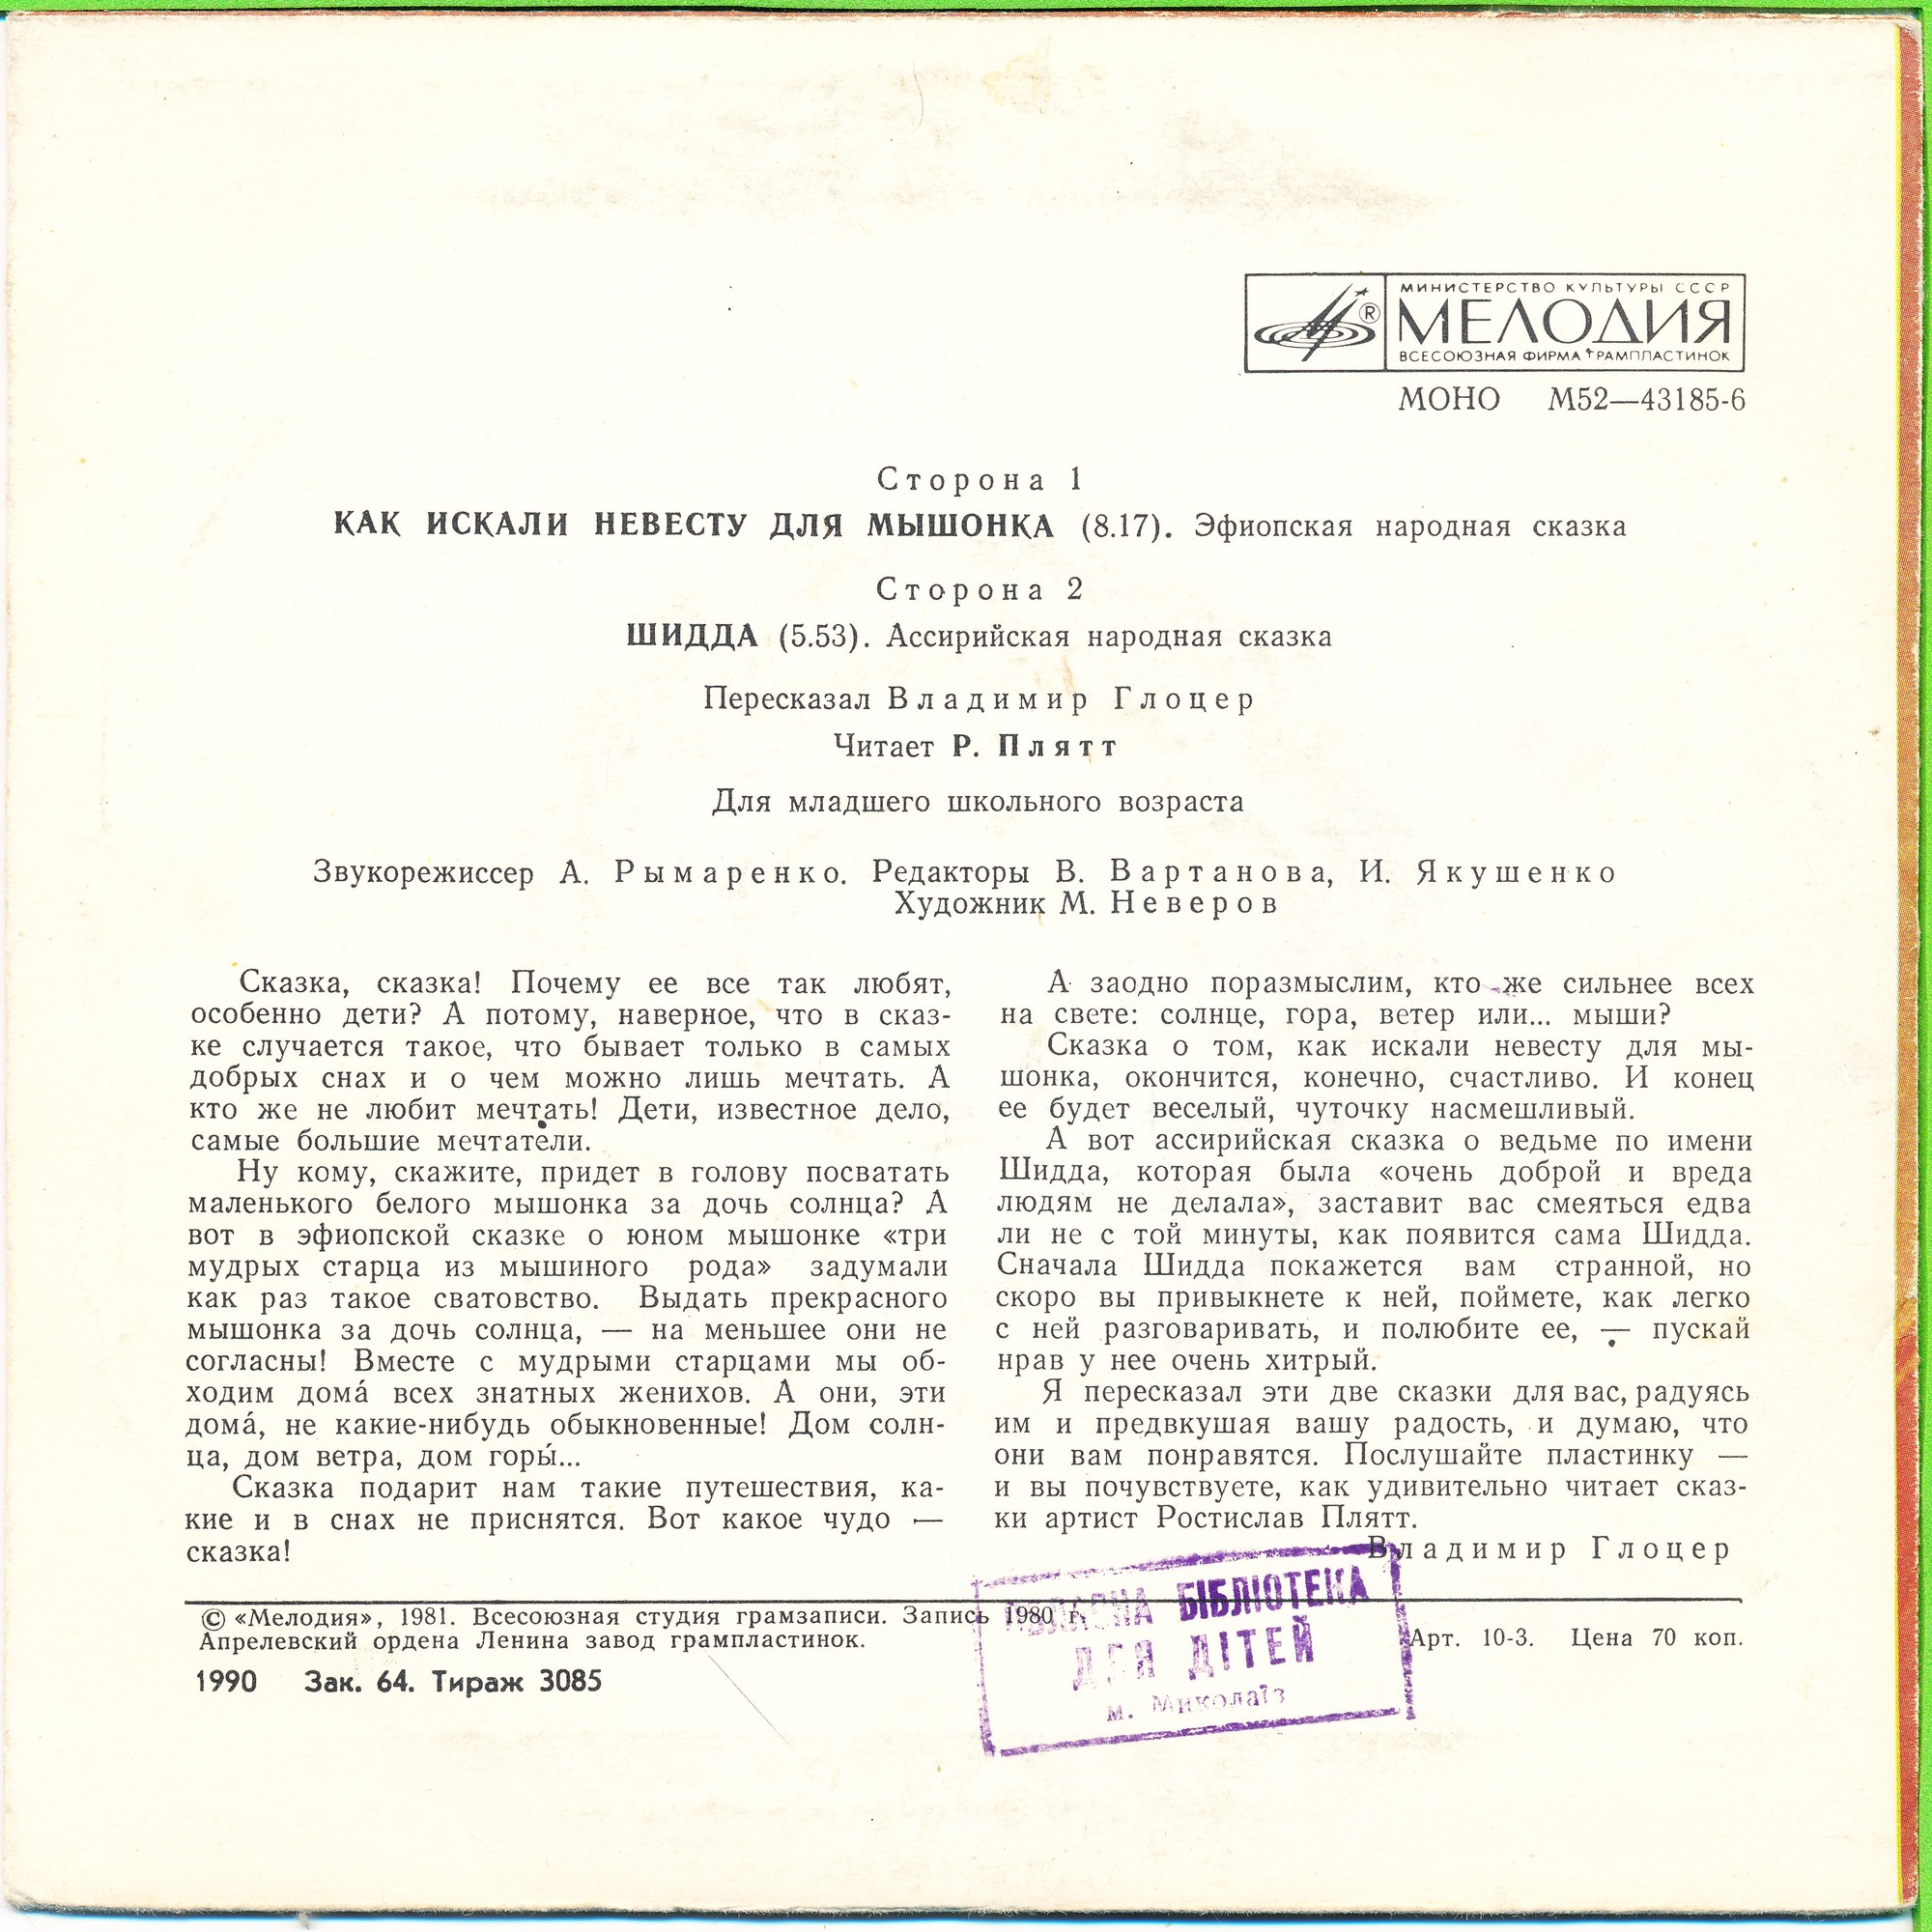 МИНИСТЕРСТВО КУЛЬТУРЫ СССР
МЕЛОДИЯ
ВСЕСОЮЗНАЯ ФИРМА ГРАМПЛАСТИНОК
МОНО М52—43185-6
Сторона 1
КАК ИСКАЛИ НЕВЕСТУ ДЛЯ МЫШОНКА (8.17). Эфиопская народная сказка
Сторона 2
ШИДДА (5.53). Ассирийская народная сказка
Пересказал Владимир Глоцер
Читает Р. Плятт
Для младшего школьного возраста
Звукорежиссер А. Рымаренко. Редакторы В. Вартанова, И. Якушенко
Художник М. Неверов
Сказка, сказка! Почему ее все так любят,
особенно дети? А потому, наверное, что в сказ-
ке случается такое, что бывает только в самых
добрых снах и о чем можно лишь мечтать. А
кто же не любит мечтать! Дети, известное дело,
самые большие мечтатели.
Ну кому, скажите, придет в голову посватать
маленького белого мышонка за дочь солнца? А
вот в эфиопской сказке о юном мышонке «три
мудрых старца из мышиного рода» задумали
как раз такое сватовство. Выдать прекрасного
мышонка за дочь солнца, — на меньшее они не
согласны! Вместе с мудрыми старцами мы об-
ходим дома́ всех знатных женихов. А они, эти
дома́, не какие-нибудь обыкновенные! Дом солн-
ца, дом ветра, дом горы́...
Сказка подарит нам такие путешествия, ка-
кие и в снах не приснятся. Вот какое чудо —
сказка!
А заодно поразмыслим, кто же сильнее всех
на свете: солнце, гора, ветер или... мыши?
Сказка о том, как искали невесту для мы-
шонка, окончится, конечно, счастливо. И конец
ее будет веселый, чуточку насмешливый.
А вот ассирийская сказка о ведьме по имени
Шидда, которая была «очень доброй и вреда
людям не делала», заставит вас смеяться едва
ли не с той минуты, как появится сама Шидда.
Сначала Шидда покажется вам странной, но
скоро вы привыкнете к ней, поймете, как легко
с ней разговаривать, и полюбите ее, — пускай
нрав у нее очень хитрый.
Я пересказал эти две сказки для вас, радуясь
им и предвкушая вашу радость, и думаю, что
они вам понравятся. Послушайте пластинку —
и вы почувствуете, как удивительно читает сказ-
ки артист Ростислав Плятт.
Владимир Глоцер
© «Мелодия», 1981. Всесоюзная студия грамзаписи. Запись 1980 г.
Апрелевский ордена Ленина завод грампластинок.
Арт. 10-3. Цена 70 коп.
1990 Зак. 64. Тираж 3085
БІБЛІОТЕКА
ДЛЯ ДІТЕЙ
м. Миколаїв